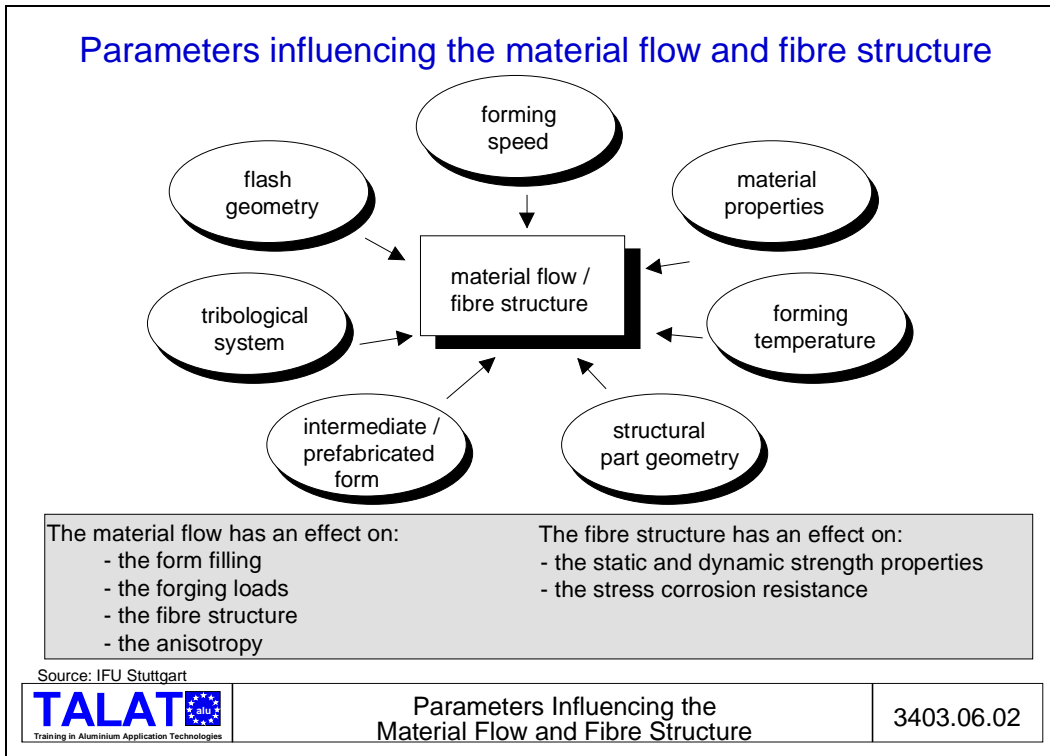 Parameters influencing the material flow and fibre structure
forming
speed
flash
geometry
material
properties
material flow /
fibre structure
tribological
system
forming
temperature
intermediate /
prefabricated
form
structural
part geometry
The material flow has an effect on:
- the form filling
- the forging loads
- the fibre structure
- the anisotropy
The fibre structure has an effect on:
- the static and dynamic strength properties
- the stress corrosion resistance
Source: IFU Stuttgart
TALAT
alu
Training in Aluminium Application Technologies
Parameters Influencing the
Material Flow and Fibre Structure
3403.06.02